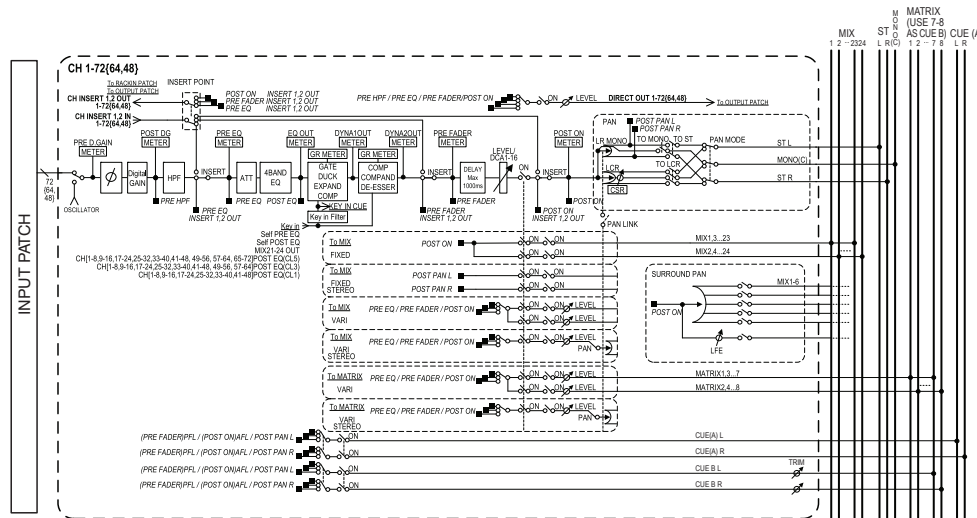 MIX
1 2 ··· 2324
ST
L R
MONO
(C)
MATRIX
(USE 7-8
AS CUE B)
1 2 ··· 7 8
CUE (A
L R
INPUT PATCH
CH 1-72{64,48}
To RACKIN PATCH
To OUTPUT PATCH
CH INSERT 1,2 OUT
1-72{64,48}
CH INSERT 1,2 IN
1-72{64,48}
INSERT POINT
POST ON INSERT 1,2 OUT
PRE FADER INSERT 1,2 OUT
PRE EQ INSERT 1,2 OUT
PRE HPF / PRE EQ / PRE FADER/POST ON
ON
LEVEL
DIRECT OUT 1-72{64,48}
To OUTPUT PATCH
72
{64,
48}
OSCILLATOR
PRE D.GAIN
METER
Digital
GAIN
POST DG
METER
PRE HPF
HPF
INSERT
PRE EQ
INSERT 1,2 OUT
PRE EQ
METER
PRE EQ
ATT
4BAND
EQ
EQ OUT
METER
POST EQ
DYNA1OUT
METER
GR METER
GATE
DUCK
EXPAND
COMP
KEY IN CUE
Key in Filter
DYNA2OUT
METER
GR METER
COMP
COMPAND
DE-ESSER
INSERT
PRE FADER
INSERT 1,2 OUT
PRE FADER
METER
PRE FADER
DELAY
Max
1000ms
LEVEL/
DCA1-16
ON
INSERT
POST ON
INSERT 1,2 OUT
POST ON
METER
POST ON
PAN
POST PAN L
POST PAN R
LR MONO
TO MONO
TO ST
PAN MODE
TO LCR
LCR
CSR
ST L
MONO(C)
ST R
PAN LINK
Key in
Self PRE EQ
Self POST EQ
MIX21-24 OUT
CH[1-8,9-16,17-24,25-32,33-40,41-48, 49-56, 57-64, 65-72]POST EQ(CL5)
CH[1-8,9-16,17-24,25-32,33-40,41-48, 49-56, 57-64]POST EQ(CL3)
CH[1-8,9-16,17-24,25-32,33-40,41-48]POST EQ(CL1)
To MIX
FIXED
POST ON
ON ON
ON ON
MIX1,3...23
MIX2,4...24
To MIX
FIXED
STEREO
POST PAN L
POST PAN R
ON ON
ON ON
To MIX
VARI
PRE EQ / PRE FADER / POST ON
ON ON LEVEL
ON ON LEVEL
To MIX
VARI
STEREO
PRE EQ / PRE FADER / POST ON
ON ON LEVEL
PAN
SURROUND PAN
POST ON
LFE
MIX1-6
To MATRIX
VARI
PRE EQ / PRE FADER / POST ON
ON ON LEVEL
ON ON LEVEL
MATRIX1,3...7
MATRIX2,4...8
To MATRIX
VARI
STEREO
PRE EQ / PRE FADER / POST ON
ON ON LEVEL
PAN
(PRE FADER)PFL / (POST ON)AFL / POST PAN L
ON
CUE(A) L
(PRE FADER)PFL / (POST ON)AFL / POST PAN R
ON
CUE(A) R
(PRE FADER)PFL / (POST ON)AFL / POST PAN L
ON
CUE B L
TRIM
(PRE FADER)PFL / (POST ON)AFL / POST PAN R
ON
CUE B R